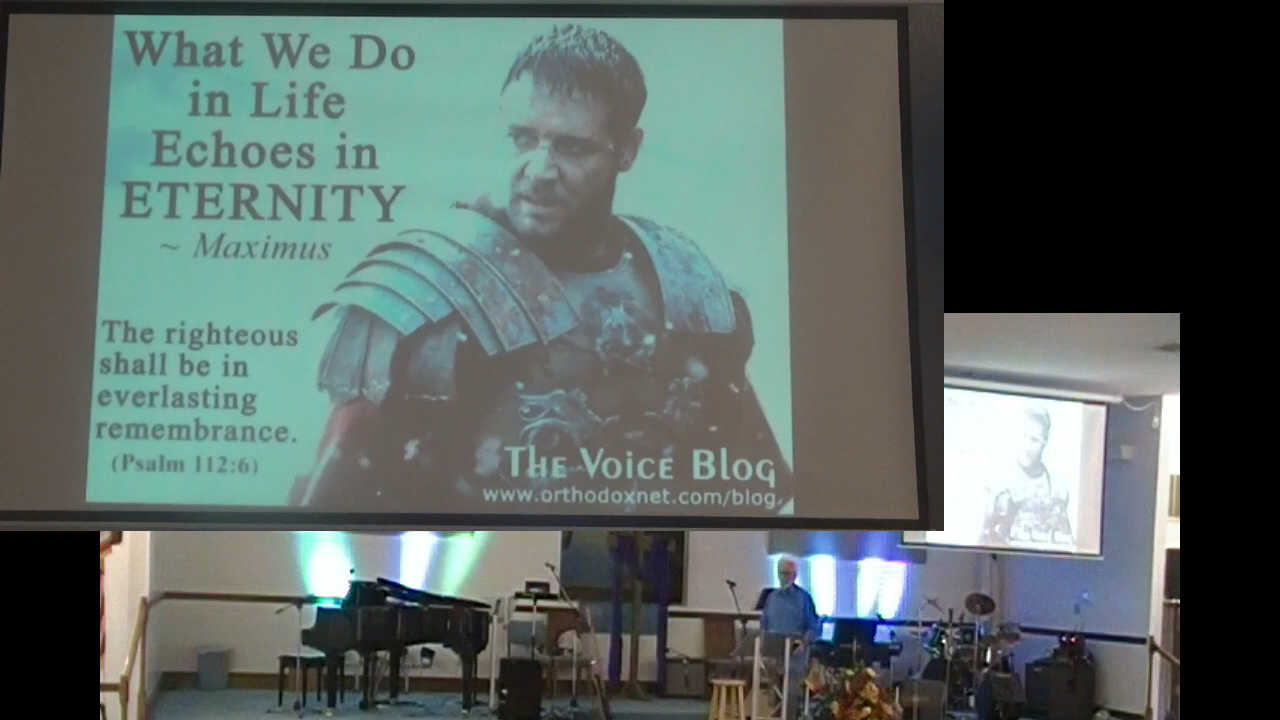 What We Do
in Life
Echoes in
ETERNITY
~ Maximus
The righteous
shall be in
everlasting
remembrance.
(Psalm 112:6)
The Voice Blog
www.orthodoxnet.com/blog